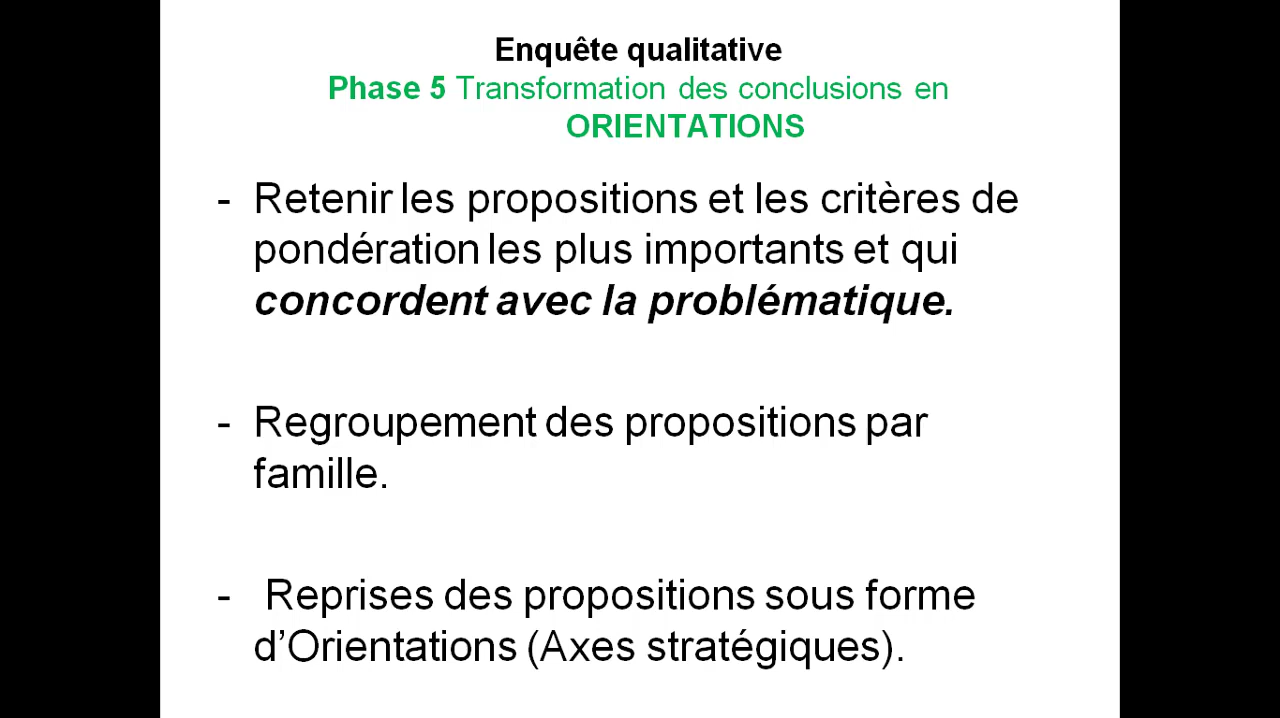 Enquête qualitative
Phase 5 Transformation des conclusions en
ORIENTATIONS
- Retenir les propositions et les critères de
pondération les plus importants et qui
concordent avec la problématique.
- Regroupement des propositions par
famille.
- Reprises des propositions sous forme
d’Orientations (Axes stratégiques).